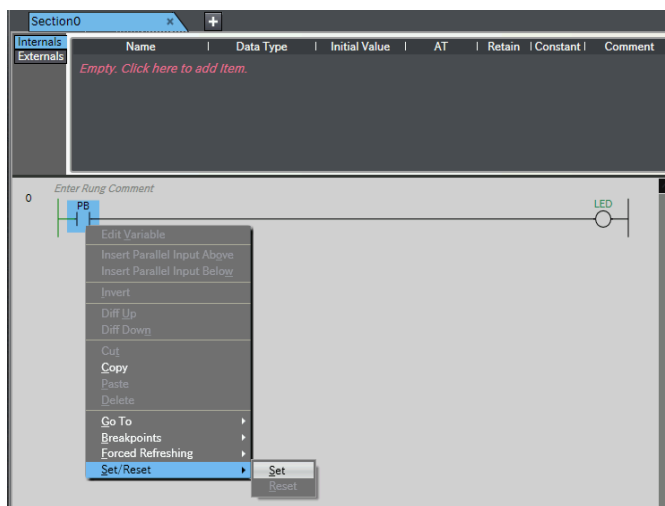 Section0 × +
Internals
Externals
Name | Data Type | Initial Value | AT | Retain | Constant | Comment
Empty. Click here to add Item.
Enter Rung Comment
0
PB
LED
Edit Variable
Insert Parallel Input Above
Insert Parallel Input Below
Invert
Diff Up
Diff Down
Cut
Copy
Paste
Delete
Go To
Breakpoints
Forced Refreshing
Set/Reset
Set
Reset